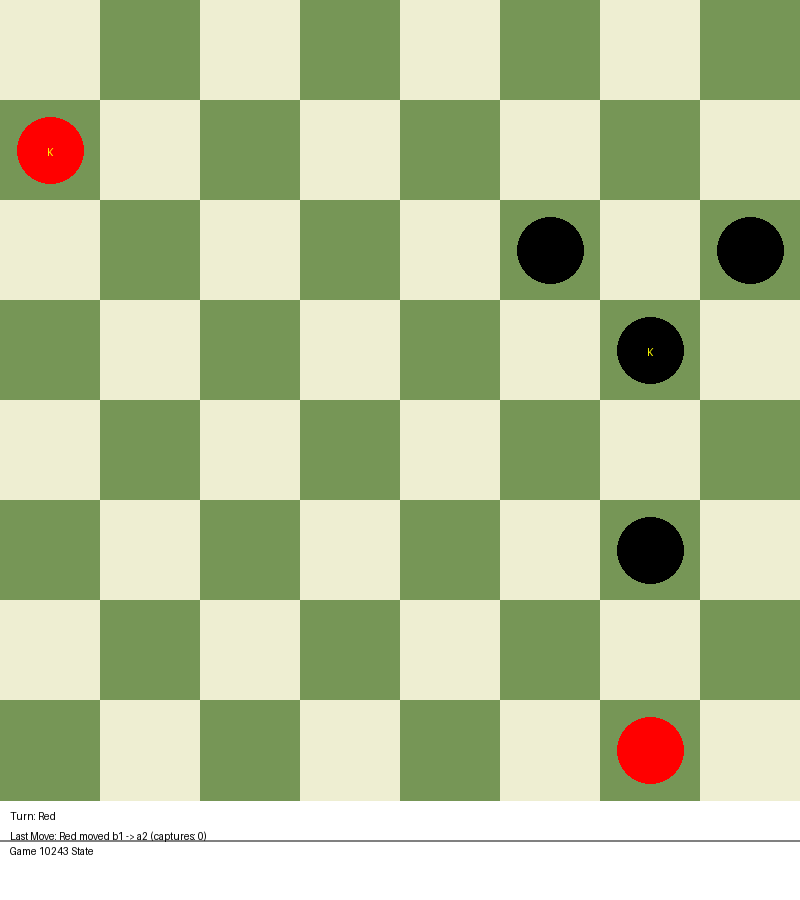 K
K
Turn: Red
Last Move: Red moved b1 -> a2 (captures: 0)
Game 10243 State